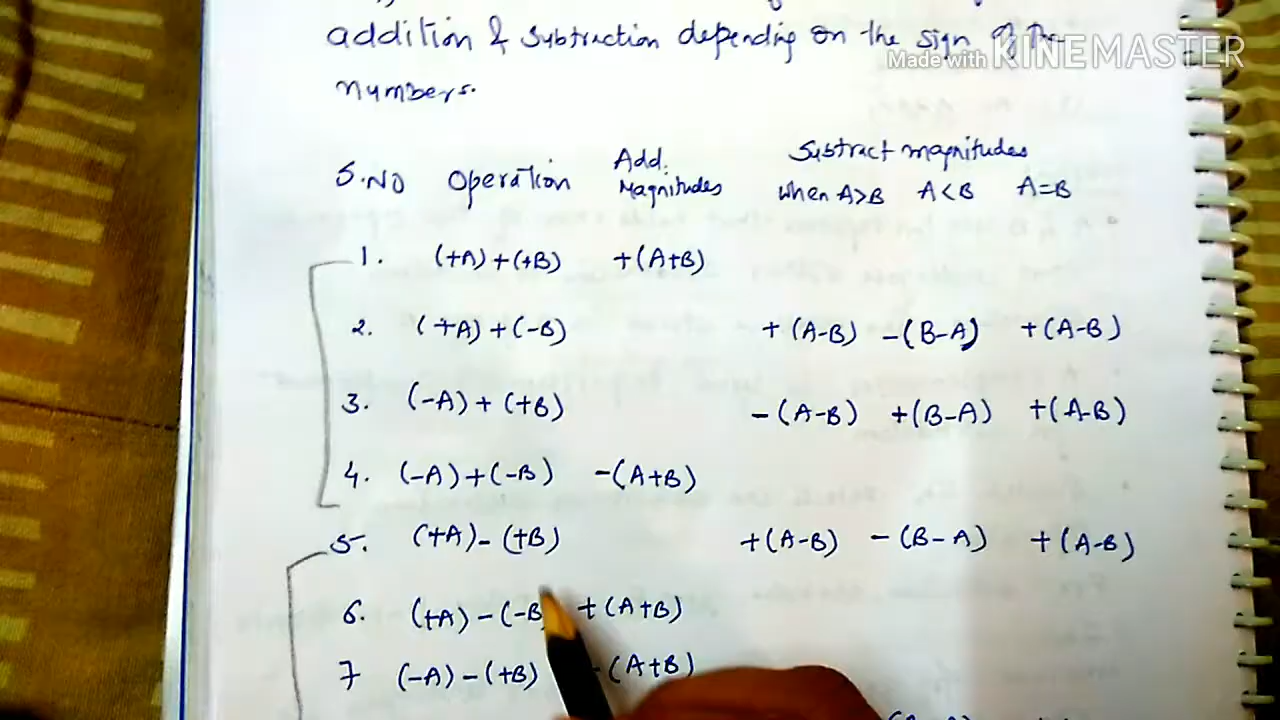 addition & subtraction depending on the sign of the
numbers.
Made with KINEMASTER
S.NO Operation Add. Magnitudes Subtract magnitudes
when A>B A<B A=B
1. (+A)+(+B) +(A+B)
2. (+A)+(-B) +(A-B) -(B-A) +(A-B)
3. (-A)+(+B) -(A-B) +(B-A) +(A-B)
4. (-A)+(-B) -(A+B)
5. (+A)-(+B) +(A-B) -(B-A) +(A-B)
6. (+A)-(-B) +(A+B)
7 (-A)-(+B) -(A+B)